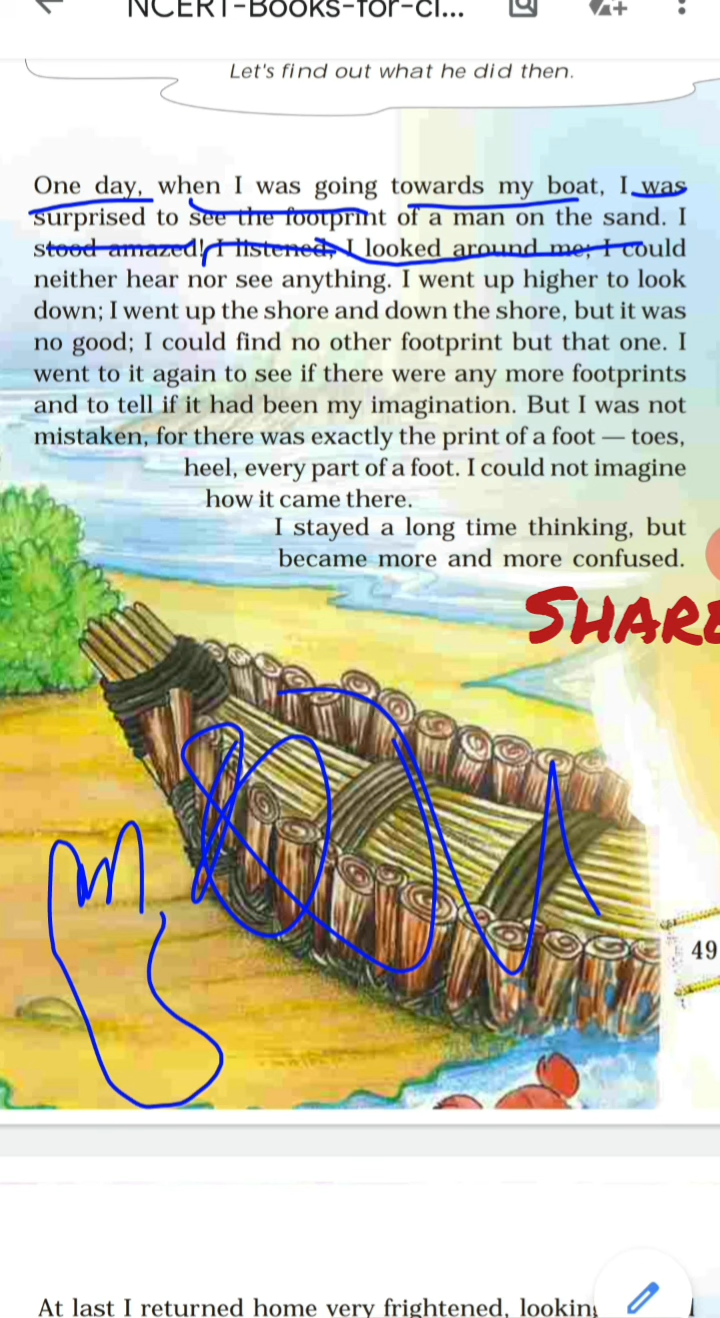 NCERT-Books-for-cl...
Let's find out what he did then.
One day, when I was going towards my boat, I was
surprised to see the footprint of a man on the sand. I
stood amazed! I listened; I looked around me; I could
neither hear nor see anything. I went up higher to look
down; I went up the shore and down the shore, but it was
no good; I could find no other footprint but that one. I
went to it again to see if there were any more footprints
and to tell if it had been my imagination. But I was not
mistaken, for there was exactly the print of a foot — toes,
heel, every part of a foot. I could not imagine
how it came there.
I stayed a long time thinking, but
became more and more confused.
SHARE
49
At last I returned home very frightened, looking